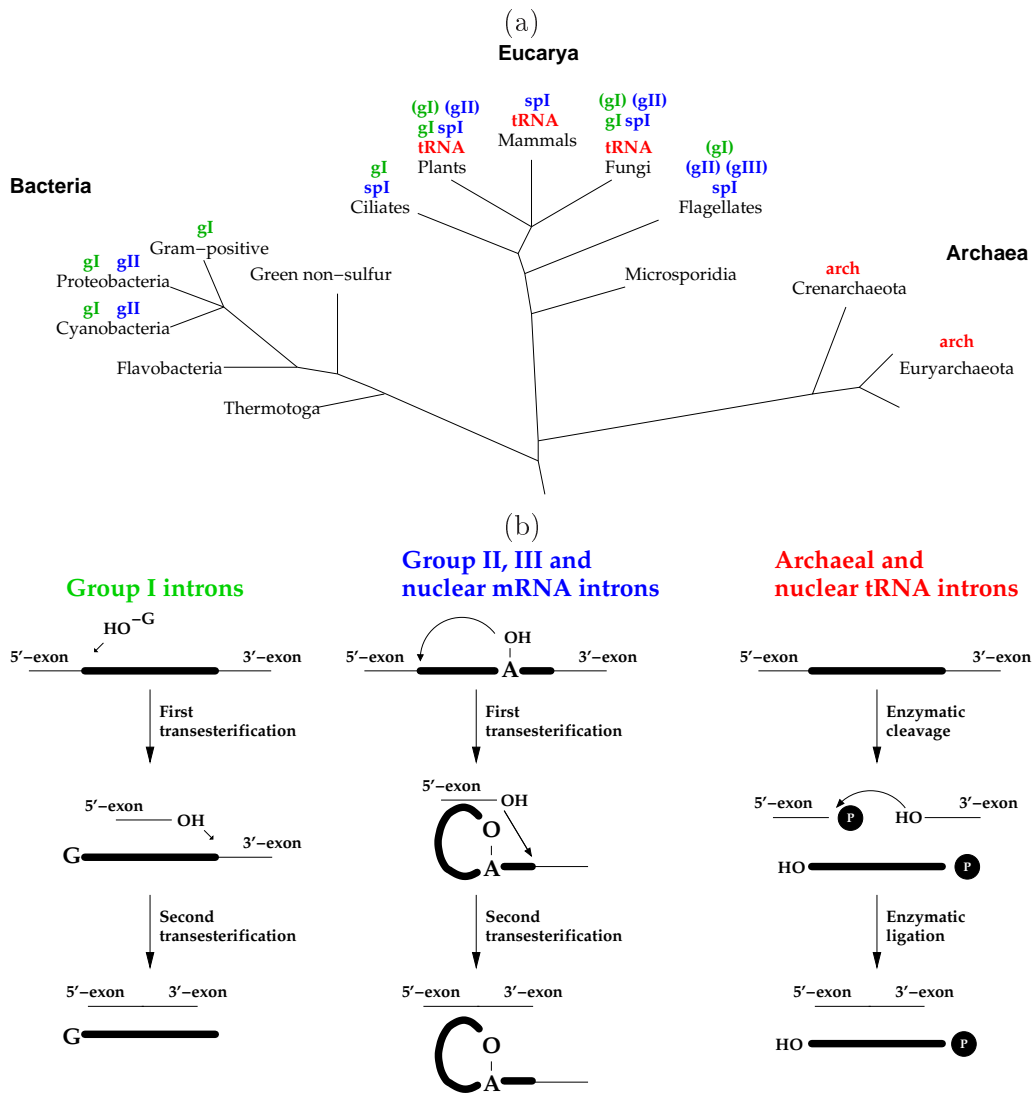 (a)
Eucarya
(gI) (gII)
gI spI
tRNA
Plants
spI
tRNA
Mammals
(gI) (gII)
gI spI
tRNA
Fungi
(gI)
(gII) (gIII)
spI
Flagellates
gI
spI
Ciliates
Bacteria
gI
Gram−positive
gI gII
Proteobacteria
gI gII
Cyanobacteria
Green non−sulfur
Flavobacteria
Thermotoga
Microsporidia
Archaea
arch
Crenarchaeota
arch
Euryarchaeota
(b)
Group I introns
HO−G
5'−exon 3'−exon
First
transesterification
5'−exon
OH
3'−exon
G
Second
transesterification
5'−exon 3'−exon
G
Group II, III and
nuclear mRNA introns
OH
5'−exon 3'−exon
A
First
transesterification
5'−exon
OH
O
A
Second
transesterification
5'−exon 3'−exon
O
A
Archaeal and
nuclear tRNA introns
5'−exon 3'−exon
Enzymatic
cleavage
5'−exon 3'−exon
P HO
HO P
Enzymatic
ligation
5'−exon 3'−exon
HO P